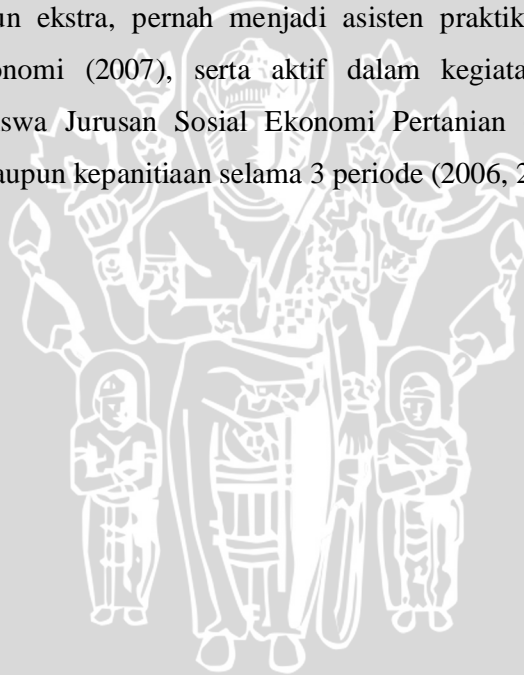 un ekstra, pernah menjadi asisten praktik
onomi (2007), serta aktif dalam kegiata
swa Jurusan Sosial Ekonomi Pertanian
aupun kepanitiaan selama 3 periode (2006, 2